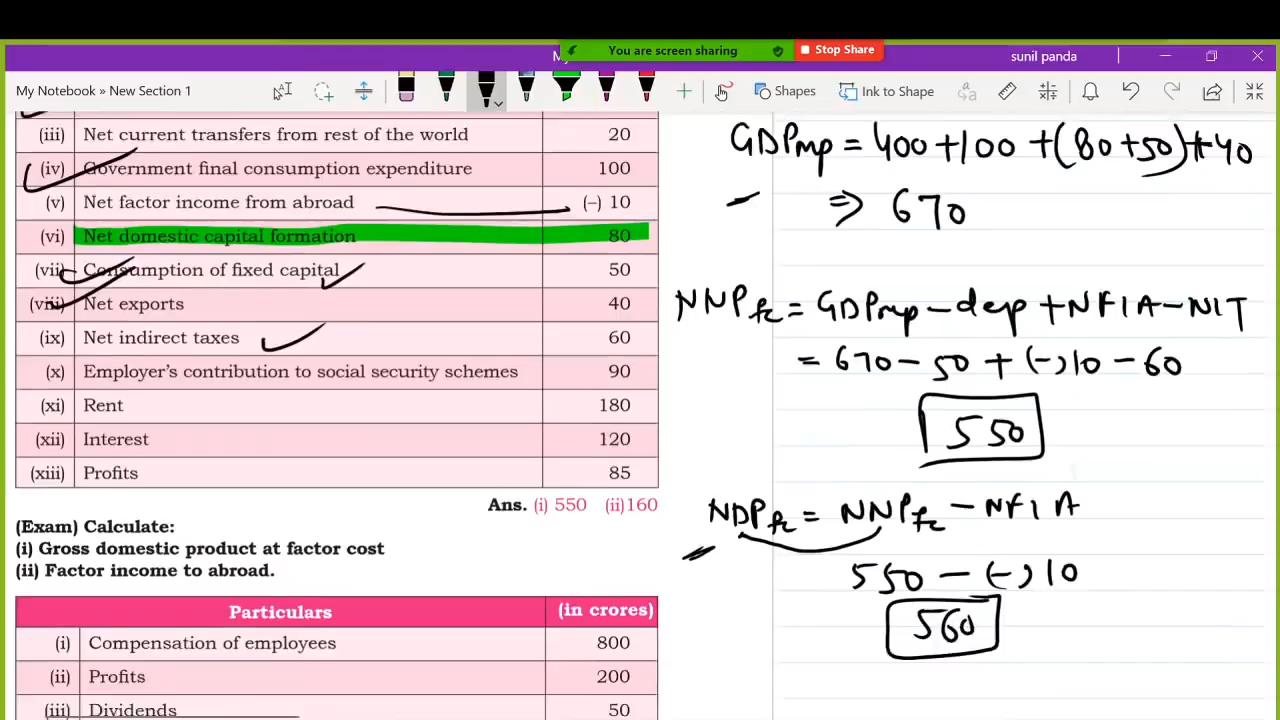 You are screen sharing
Stop Share
My
sunil panda
My Notebook » New Section 1
Shapes
Ink to Share
(iii) Net current transfers from rest of the world 20
(iv) Government final consumption expenditure 100
(v) Net factor income from abroad (–) 10
(vi) Net domestic capital formation 80
(vii) Consumption of fixed capital 50
(viii) Net exports 40
(ix) Net indirect taxes 60
(x) Employer's contribution to social security schemes 90
(xi) Rent 180
(xii) Interest 120
(xiii) Profits 85
Ans. (i) 550 (ii)160
(Exam) Calculate:
(i) Gross domestic product at factor cost
(ii) Factor income to abroad.
Particulars (in crores)
(i) Compensation of employees 800
(ii) Profits 200
(iii) Dividends 50
GDPmp = 400+100 +(80+50)+40
⇒ 670
NNPfc = GDPmp – dep +NFIA – NIT
= 670 – 50 + (–)10 – 60
550
NDPfc = NNPfc – NFIA
550 – (–)10
560